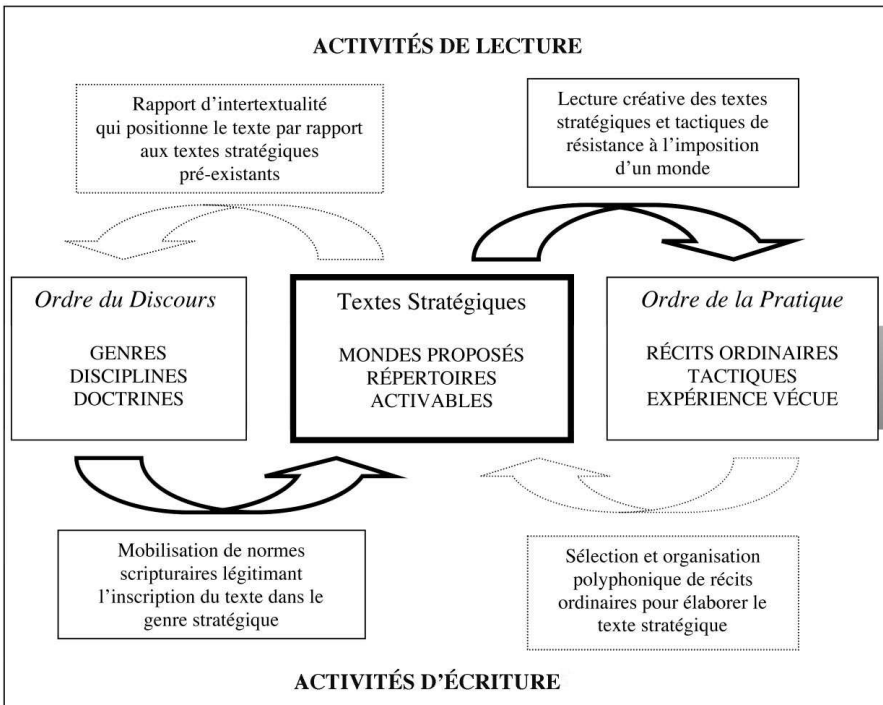 ACTIVITÉS DE LECTURE
Rapport d'intertextualité
qui positionne le texte par rapport
aux textes stratégiques
pré-existants
Lecture créative des textes
stratégiques et tactiques de
résistance à l'imposition
d'un monde
Ordre du Discours
GENRES
DISCIPLINES
DOCTRINES
Textes Stratégiques
MONDES PROPOSÉS
RÉPERTOIRES
ACTIVABLES
Ordre de la Pratique
RÉCITS ORDINAIRES
TACTIQUES
EXPÉRIENCE VÉCUE
Mobilisation de normes
scripturaires légitimant
l'inscription du texte dans le
genre stratégique
Sélection et organisation
polyphonique de récits
ordinaires pour élaborer le
texte stratégique
ACTIVITÉS D'ÉCRITURE